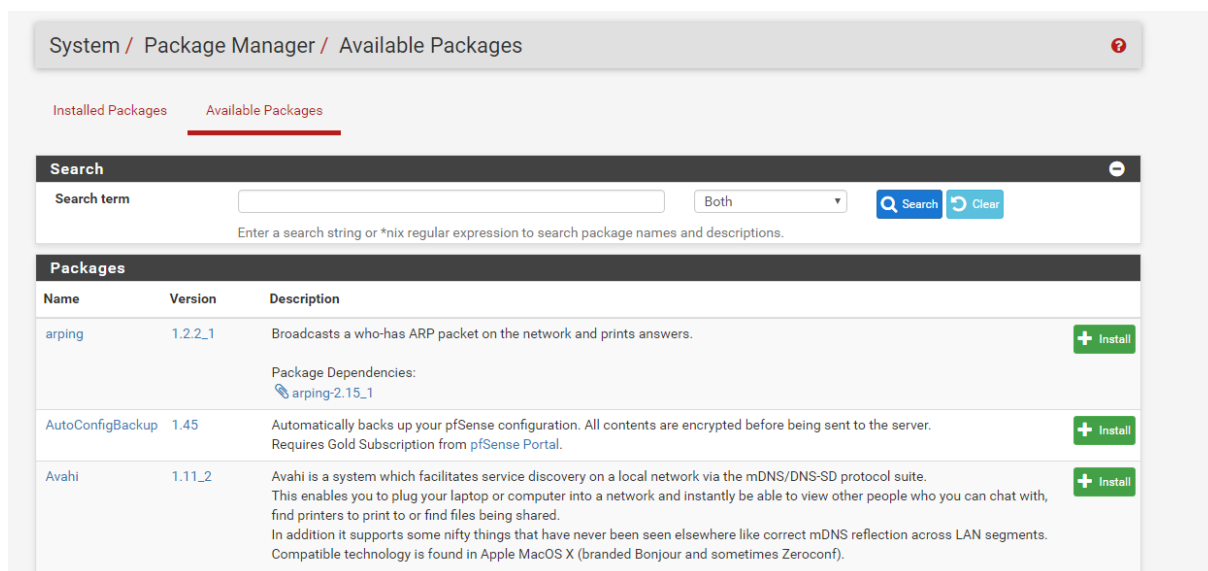 System / Package Manager / Available Packages
Installed Packages Available Packages
Search
Search term Both Search Clear
Enter a search string or *nix regular expression to search package names and descriptions.
Packages
Name Version Description
arping 1.2.2_1 Broadcasts a who-has ARP packet on the network and prints answers. Install
Package Dependencies:
arping-2.15_1
AutoConfigBackup 1.45 Automatically backs up your pfSense configuration. All contents are encrypted before being sent to the server. Install
Requires Gold Subscription from pfSense Portal.
Avahi 1.11_2 Avahi is a system which facilitates service discovery on a local network via the mDNS/DNS-SD protocol suite. Install
This enables you to plug your laptop or computer into a network and instantly be able to view other people who you can chat with,
find printers to print to or find files being shared.
In addition it supports some nifty things that have never been seen elsewhere like correct mDNS reflection across LAN segments.
Compatible technology is found in Apple MacOS X (branded Bonjour and sometimes Zeroconf).